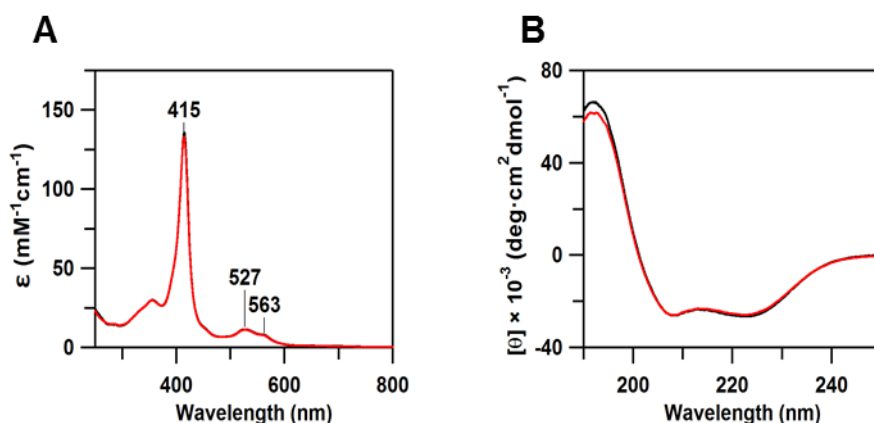 A
B
ε (mM⁻¹cm⁻¹)
150
100
50
0
415
527
563
400
600
800
Wavelength (nm)
[θ] × 10⁻³ (deg·cm²dmol⁻¹)
80
40
0
-40
200
220
240
Wavelength (nm)